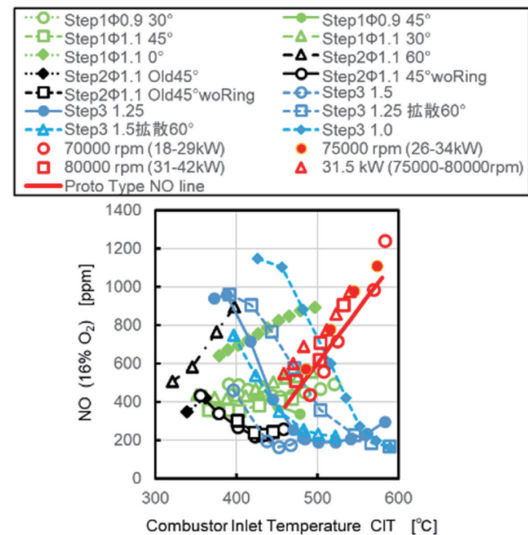 Step1Φ0.9 30° Step1Φ0.9 45°
Step1Φ1.1 45° Step1Φ1.1 30°
Step1Φ1.1 0° Step2Φ1.1 60°
Step2Φ1.1 Old45° Step2Φ1.1 45°woRing
Step2Φ1.1 Old45°woRing Step3 1.5
Step3 1.25 Step3 1.25 拡散60°
Step3 1.5拡散60° Step3 1.0
70000 rpm (18-29kW) 75000 rpm (26-34kW)
80000 rpm (31-42kW) 31.5 kW (75000-80000rpm)
Proto Type NO line
1400
1200
1000
800
600
400
200
0
NO (16% O₂) [ppm]
300 400 500 600
Combustor Inlet Temperature CIT [℃]